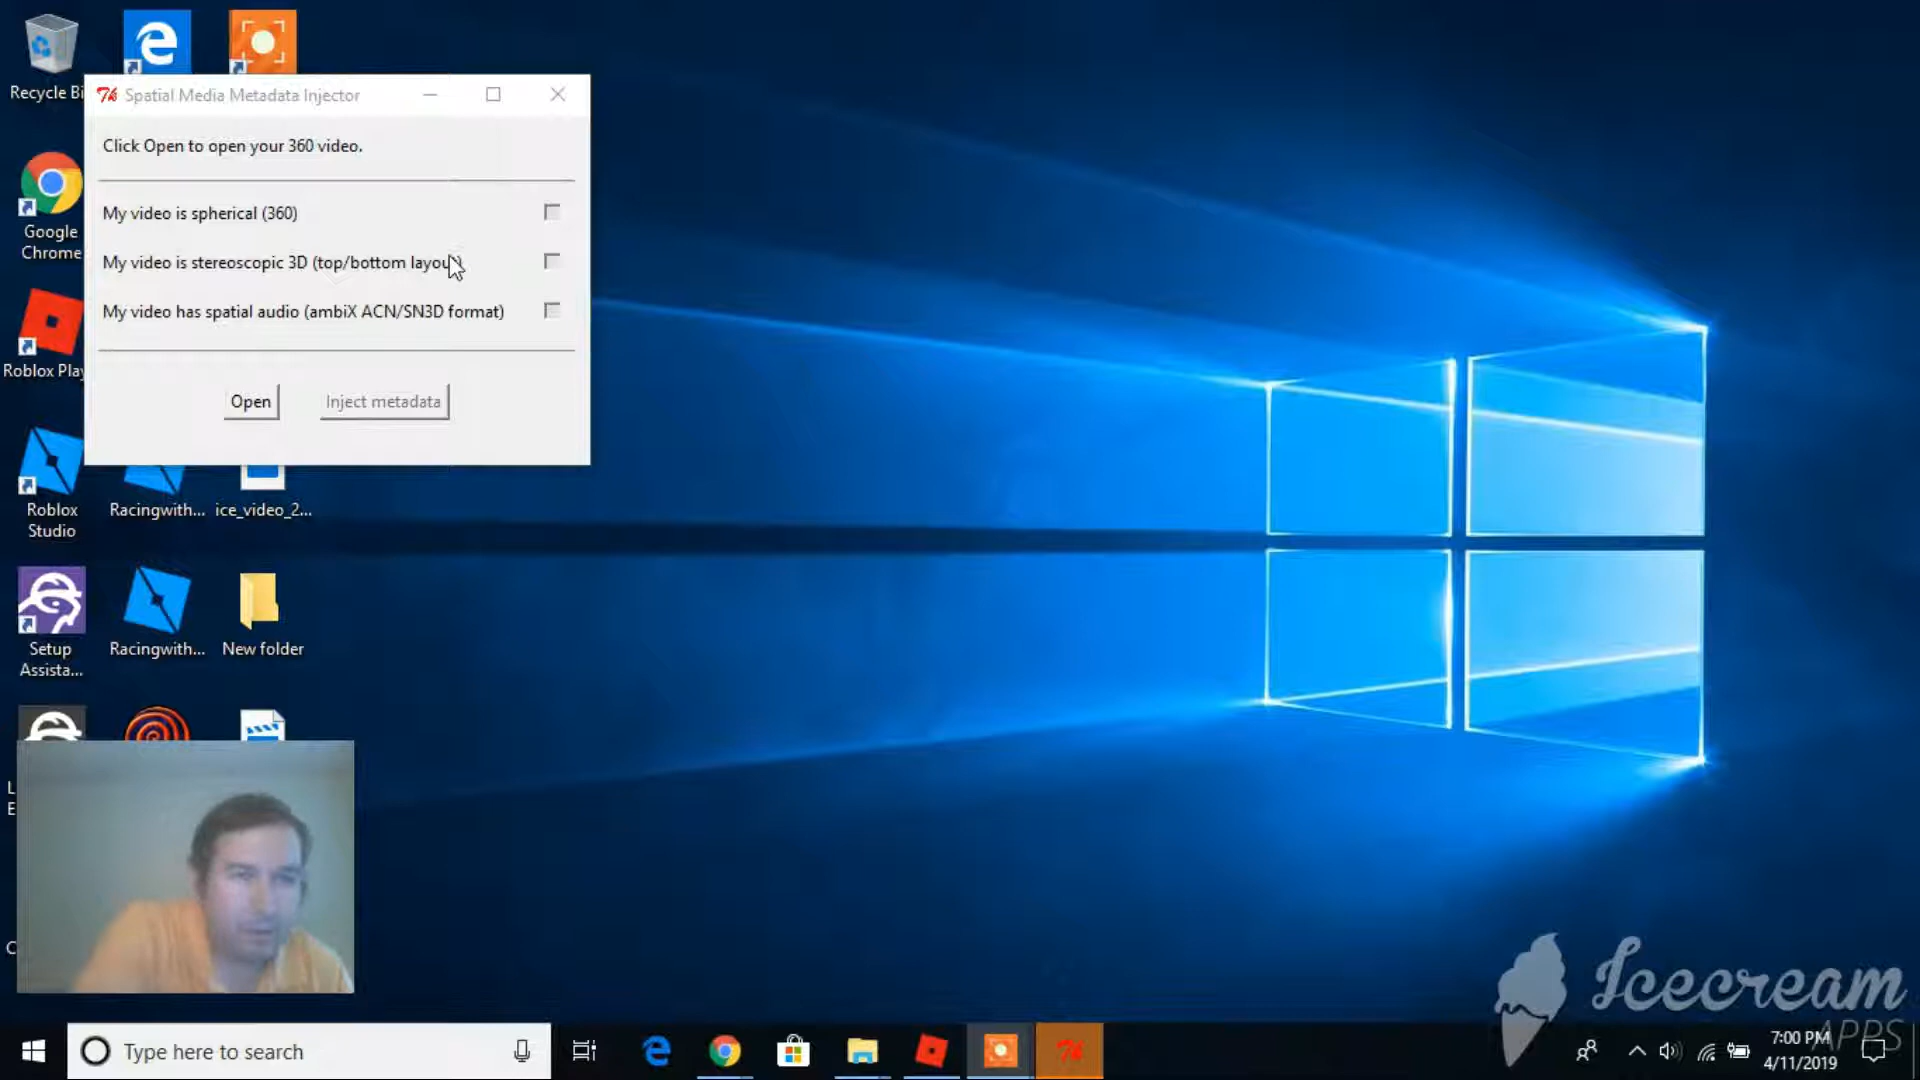 Recycle Bi
Spatial Media Metadata Injector
Click Open to open your 360 video.
My video is spherical (360)
My video is stereoscopic 3D (top/bottom layout)
My video has spatial audio (ambiX ACN/SN3D format)
Open
Inject metadata
Google
Chrome
Roblox Play
Roblox
Studio
Racingwith...
ice_video_2...
Setup
Assista...
Racingwith...
New folder
L
E
C
Icecream
APPS
Type here to search
7:00 PM
4/11/2019